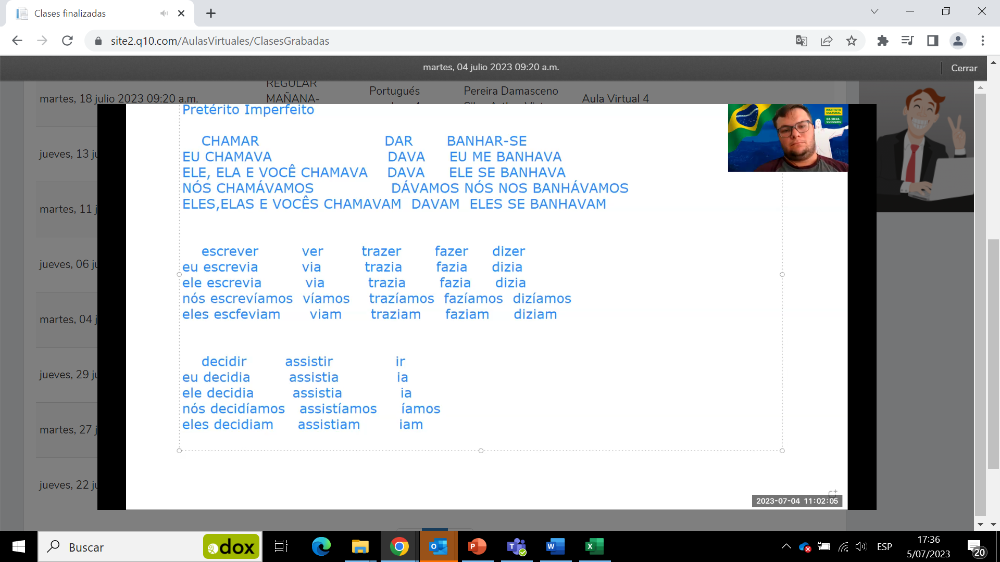 Clases finalizadas
site2.q10.com/AulasVirtuales/ClasesGrabadas
martes, 04 julio 2023 09:20 a.m.
Cerrar
REGULAR
martes, 18 julio 2023 09:20 a.m.
MAÑANA-
Portugués
Pereira Damasceno
Aula Virtual 4
jueves, 13 ju
martes, 11 j
jueves, 06 ju
martes, 04 j
jueves, 29 ju
martes, 27 j
jueves, 22 ju
Pretérito Imperfeito
CHAMAR DAR BANHAR-SE
EU CHAMAVA DAVA EU ME BANHAVA
ELE, ELA E VOCÊ CHAMAVA DAVA ELE SE BANHAVA
NÓS CHAMÁVAMOS DÁVAMOS NÓS NOS BANHÁVAMOS
ELES,ELAS E VOCÊS CHAMAVAM DAVAM ELES SE BANHAVAM
escrever ver trazer fazer dizer
eu escrevia via trazia fazia dizia
ele escrevia via trazia fazia dizia
nós escrevíamos víamos trazíamos fazíamos dizíamos
eles escfeviam viam traziam faziam diziam
decidir assistir ir
eu decidia assistia ia
ele decidia assistia ia
nós decidíamos assistíamos íamos
eles decidiam assistiam iam
INSTITUTO
CULTURAL
DA SILVA
CORDEIRO
2023-07-04 11:02:05
Buscar
dox
ESP
17:36
5/07/2023
20